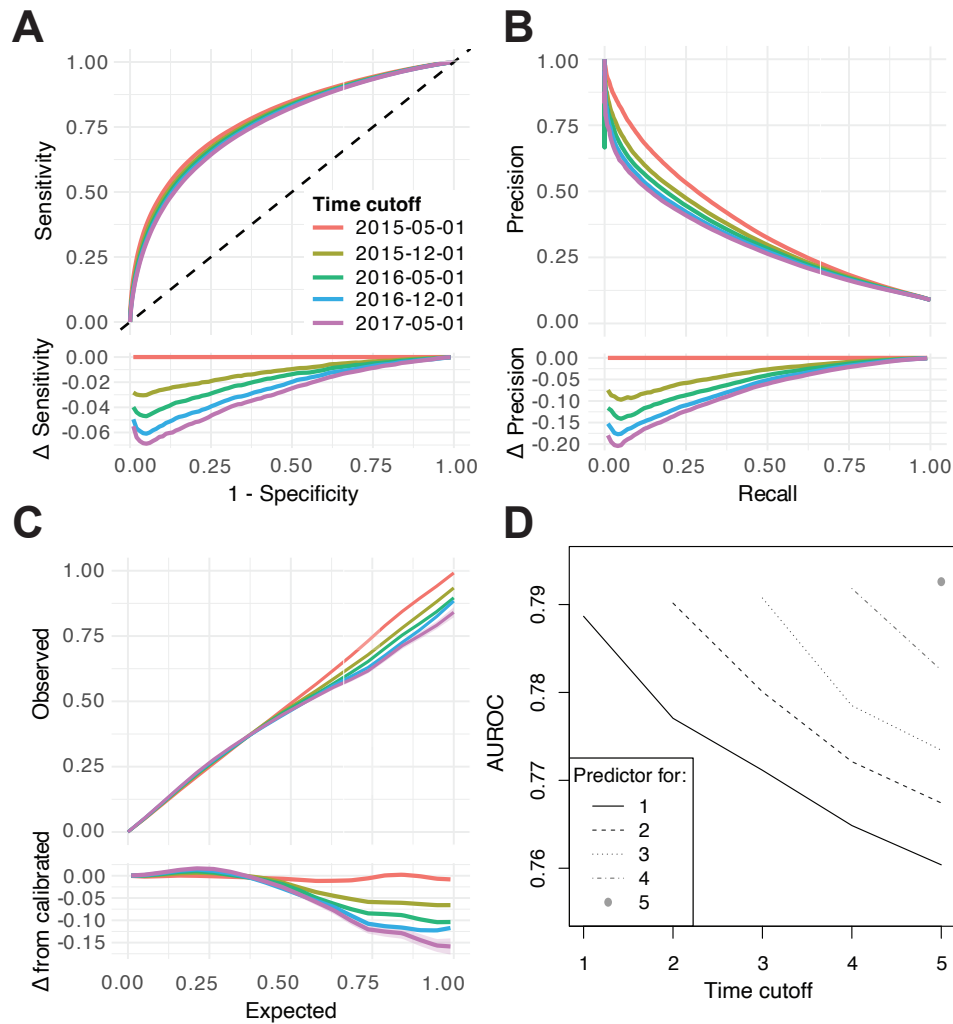 A
1.00
0.75
0.50
0.25
1.00
Sensitivity
Time cutoff
2015-05-01
2015-12-01
2016-05-01
2016-12-01
2017-05-01
0.00
-0.02
-0.04
-0.06
Δ Sensitivity
0.00 0.25 0.50 0.75 1.00
1 - Specificity
B
1.00
0.75
0.50
0.25
0.00
Precision
0.00
-0.05
-0.10
-0.15
-0.20
Δ Precision
0.00 0.25 0.50 0.75 1.00
Recall
C
1.00
0.75
0.50
0.25
0.00
Observed
0.00
-0.05
-0.10
-0.15
Δ from calibrated
0.00 0.25 0.50 0.75 1.00
Expected
D
0.79
0.78
0.77
0.76
AUROC
Predictor for:
1
2
3
4
5
1 2 3 4 5
Time cutoff